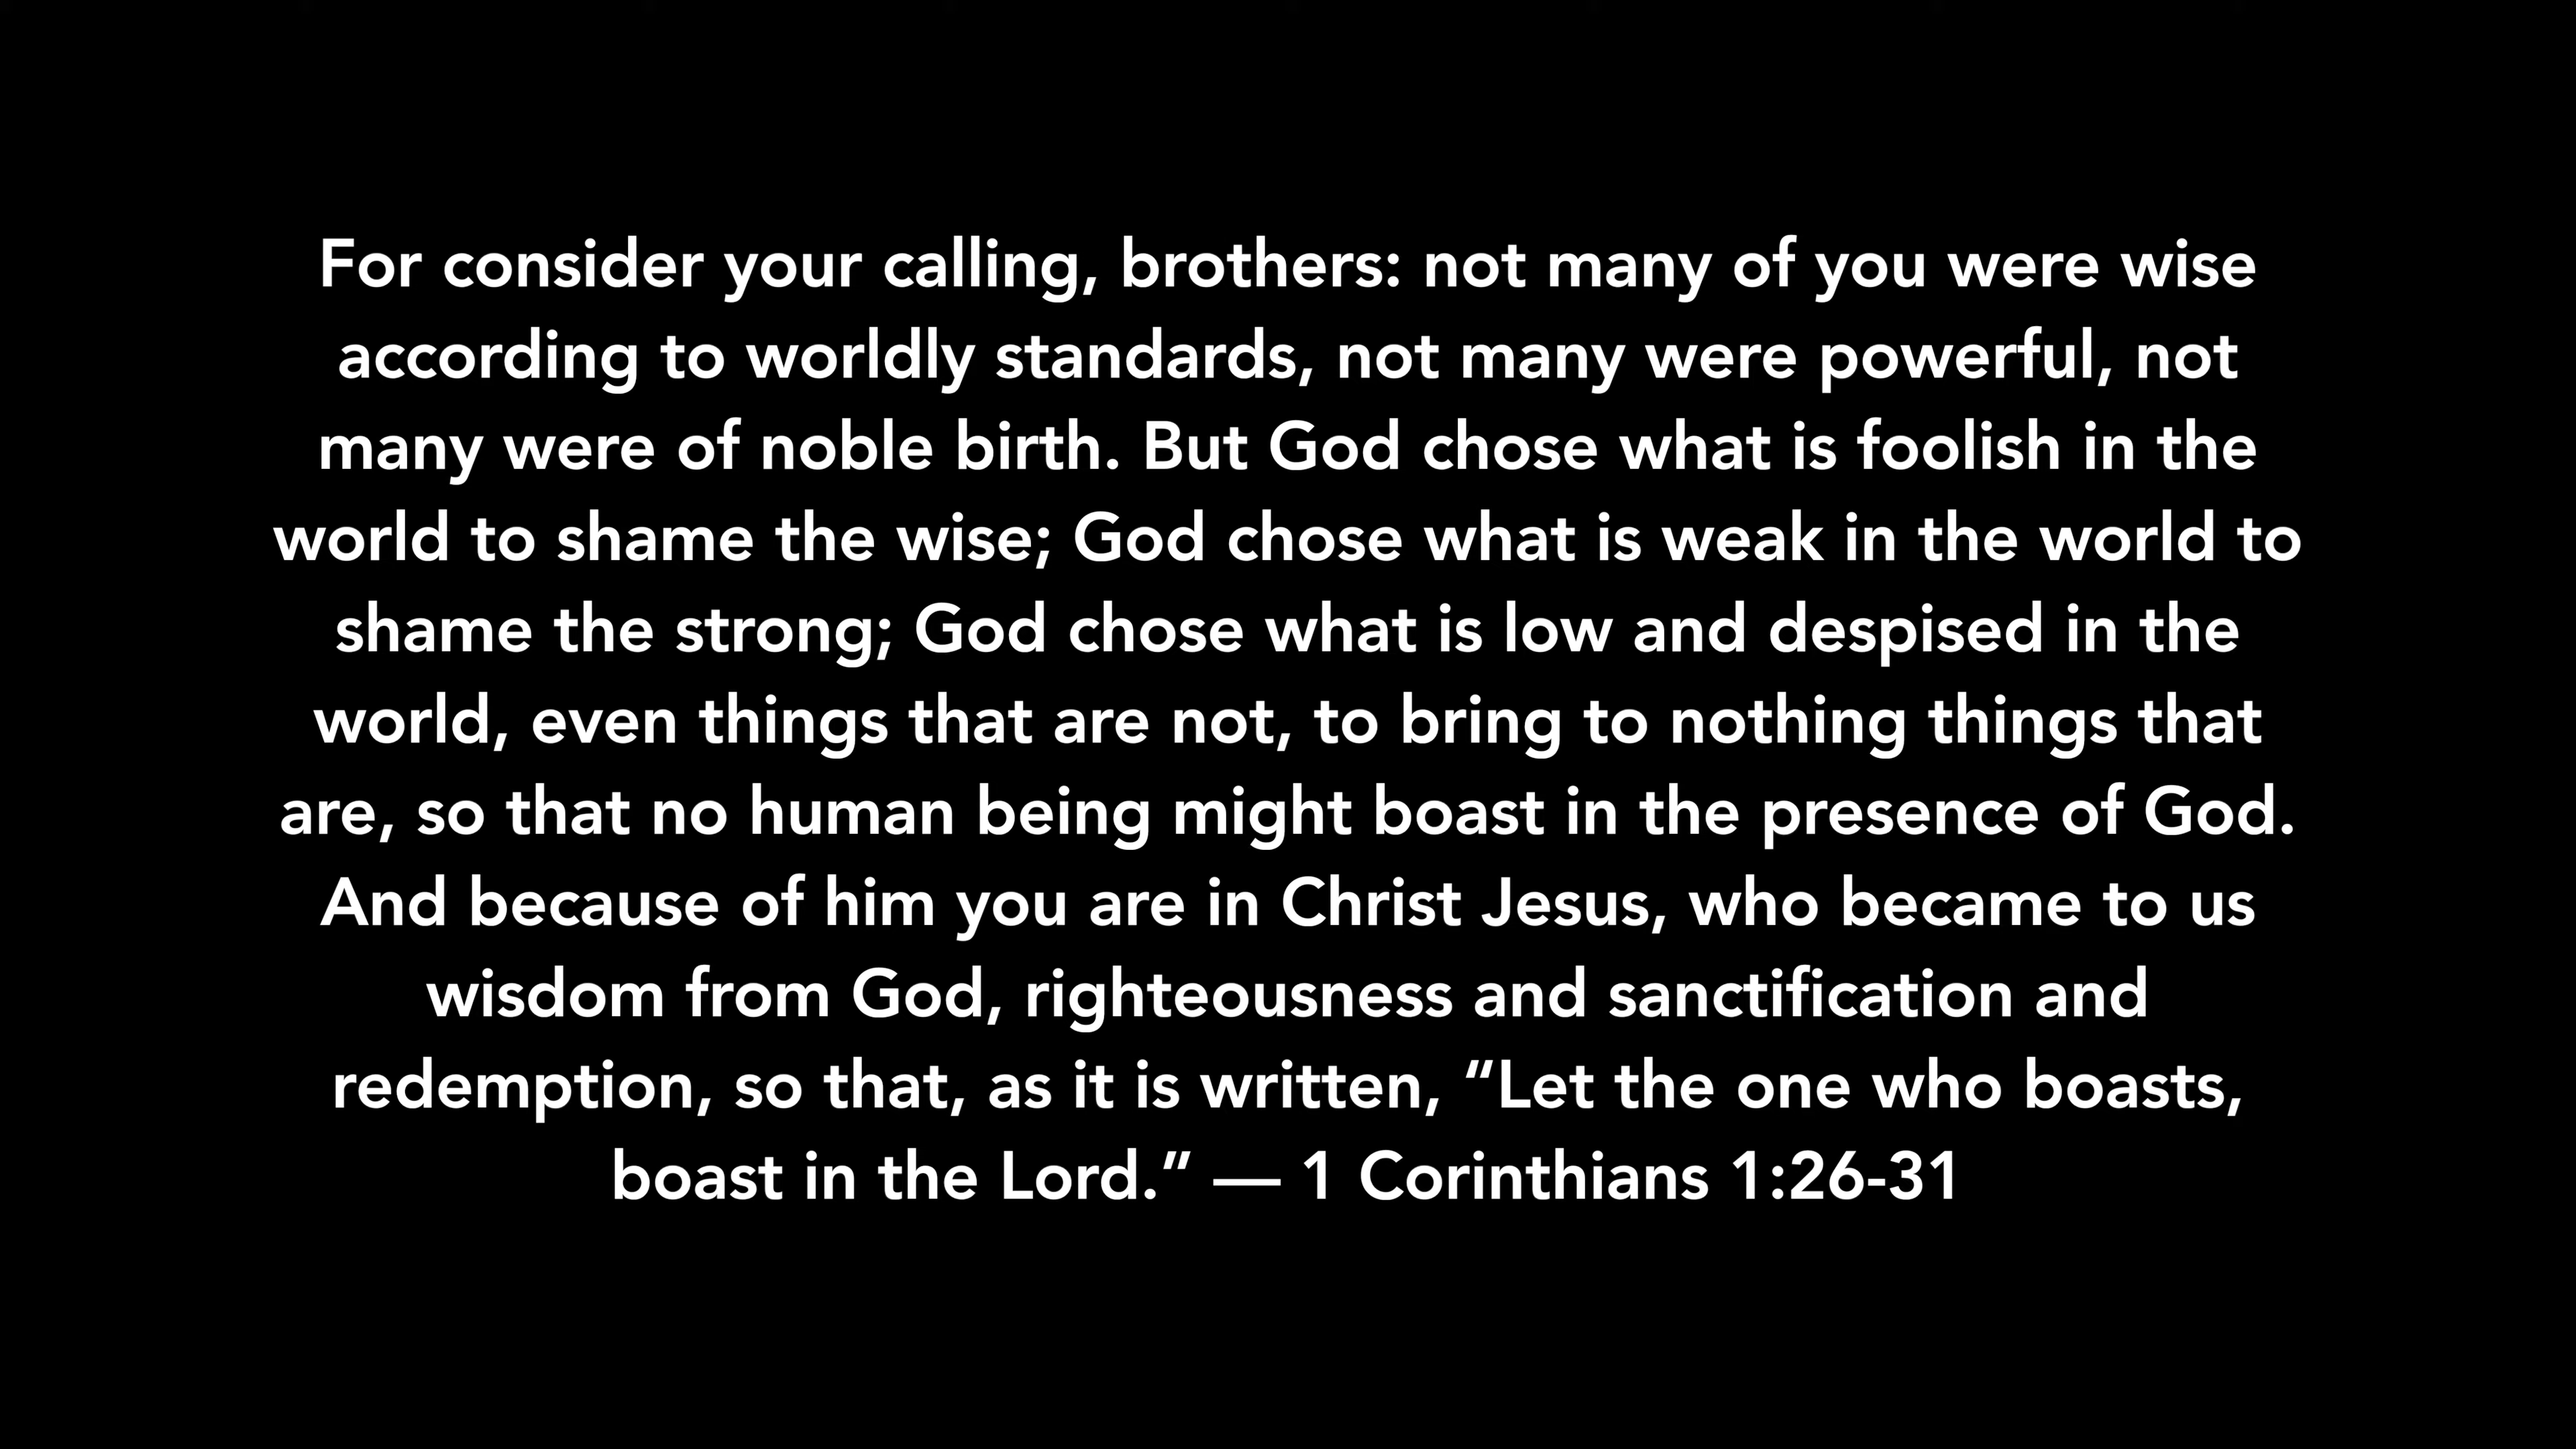 For consider your calling, brothers: not many of you were wise
according to worldly standards, not many were powerful, not
many were of noble birth. But God chose what is foolish in the
world to shame the wise; God chose what is weak in the world to
shame the strong; God chose what is low and despised in the
world, even things that are not, to bring to nothing things that
are, so that no human being might boast in the presence of God.
And because of him you are in Christ Jesus, who became to us
wisdom from God, righteousness and sanctification and
redemption, so that, as it is written, “Let the one who boasts,
boast in the Lord.” — 1 Corinthians 1:26-31